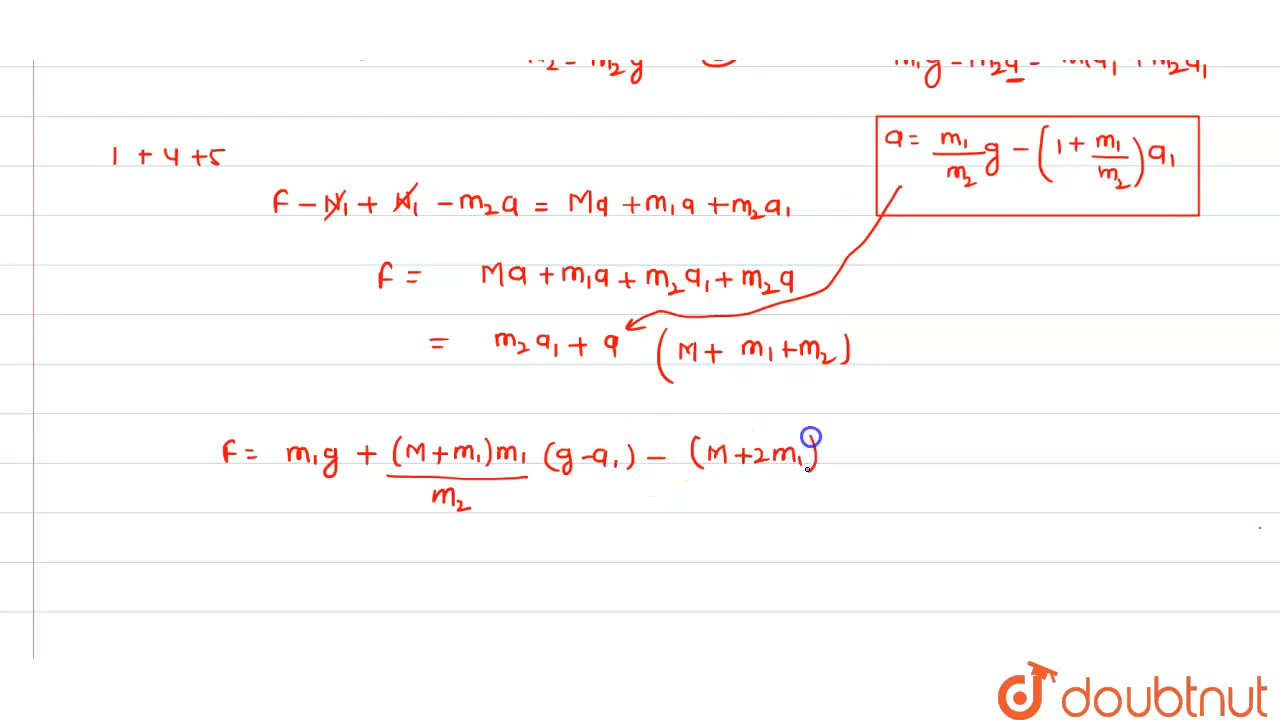 1 + 4 + 5
a = m₁/m₂ g - (1 + m₁/m₂) a₁
F - N₁ + N₁ - m₂a = Ma + m₁a + m₂a₁
F = Ma + m₁a + m₂a₁ + m₂a
= m₂a₁ + a (M + m₁ + m₂)
F = m₁g + (M + m₁)m₁/m₂ (g - a₁) - (M + 2m₁)
doubtnut